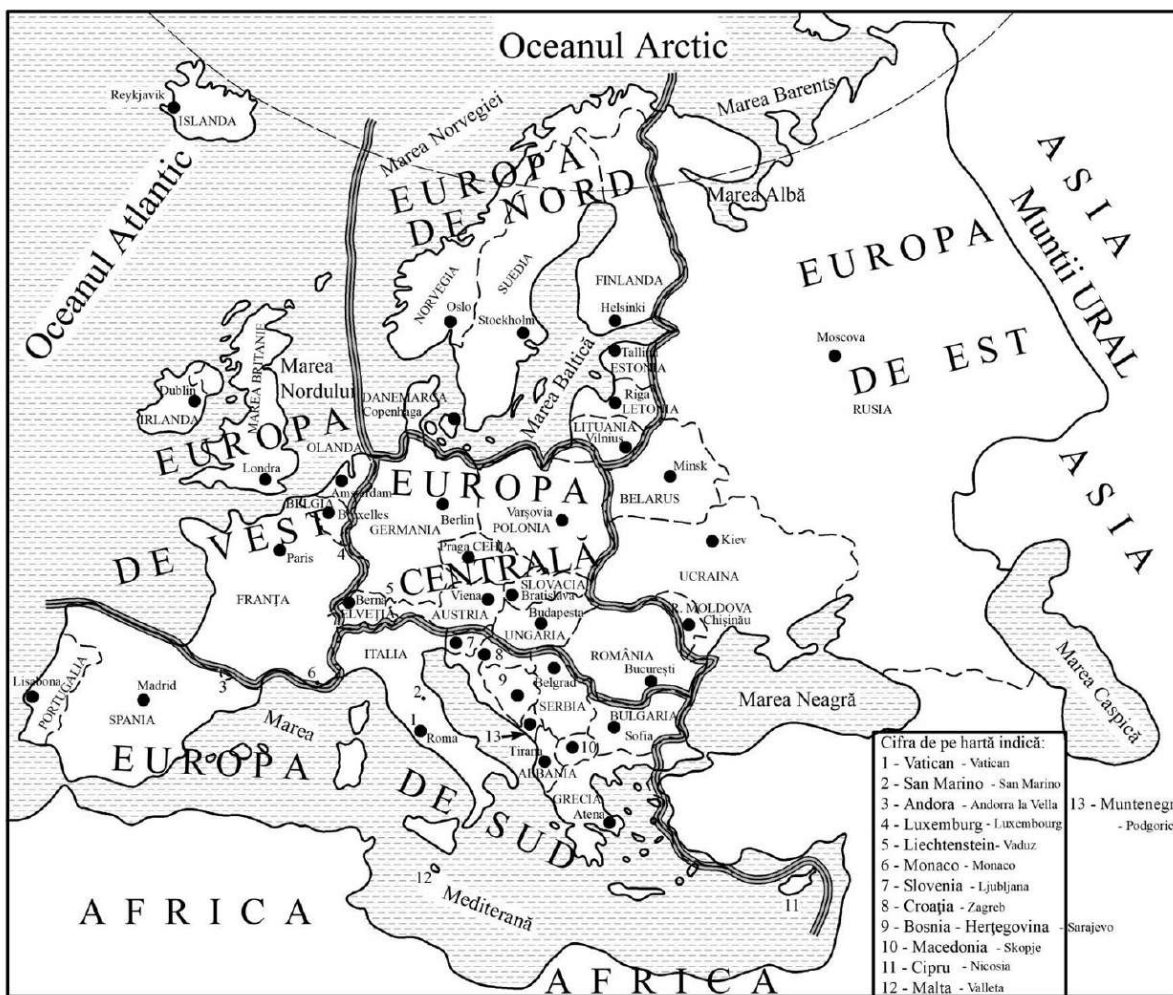 Oceanul Arctic
Reykjavik
ISLANDA
Marea Norvegiei
Marea Barents
ASIA
Oceanul Atlantic
EUROPA
DE NORD
Marea Albă
Munții URAL
NORVEGIA
SUEDIA
FINLANDA
Oslo
Stockholm
Helsinki
EUROPA
DE EST
Moscova
RUSIA
Tallinn
ESTONIA
Riga
LETONIA
LITUANIA
Vilnius
Marea Baltică
Marea
Nordului
MAREA BRITANIE
Dublin
IRLANDA
DANEMARCA
Copenhaga
EUROPA
DE VEST
OLANDA
Londra
Amsterdam
BELGIA
Bruxelles
Paris
FRANȚA
4
EUROPA
CENTRALĂ
GERMANIA
Berlin
Varșovia
POLONIA
Minsk
BELARUS
ASIA
Kiev
UCRAINA
Praga CEHIA
SLOVACIA
Bratislava
Viena
AUSTRIA
Budapesta
UNGARIA
5
Berna
ELVEȚIA
R. MOLDOVA
Chișinău
ROMÂNIA
București
ITALIA
7
8
9
Belgrad
SERBIA
BULGARIA
Sofia
Marea Neagră
Marea Caspică
Lisabona
PORTUGALIA
Madrid
SPANIA
3
6
2
1
Roma
13
Tirana
ALBANIA
10
GRECIA
Atena
Marea
Mediterană
EUROPA
DE SUD
12
11
AFRICA
AFRICA
Cifra de pe hartă indică:
1 - Vatican - Vatican
2 - San Marino - San Marino
3 - Andora - Andorra la Vella
4 - Luxemburg - Luxembourg
5 - Liechtenstein- Vaduz
6 - Monaco - Monaco
7 - Slovenia - Ljubljana
8 - Croația - Zagreb
9 - Bosnia - Herțegovina - Sarajevo
10 - Macedonia - Skopje
11 - Cipru - Nicosia
12 - Malta - Valleta
13 - Muntenegr
- Podgoric